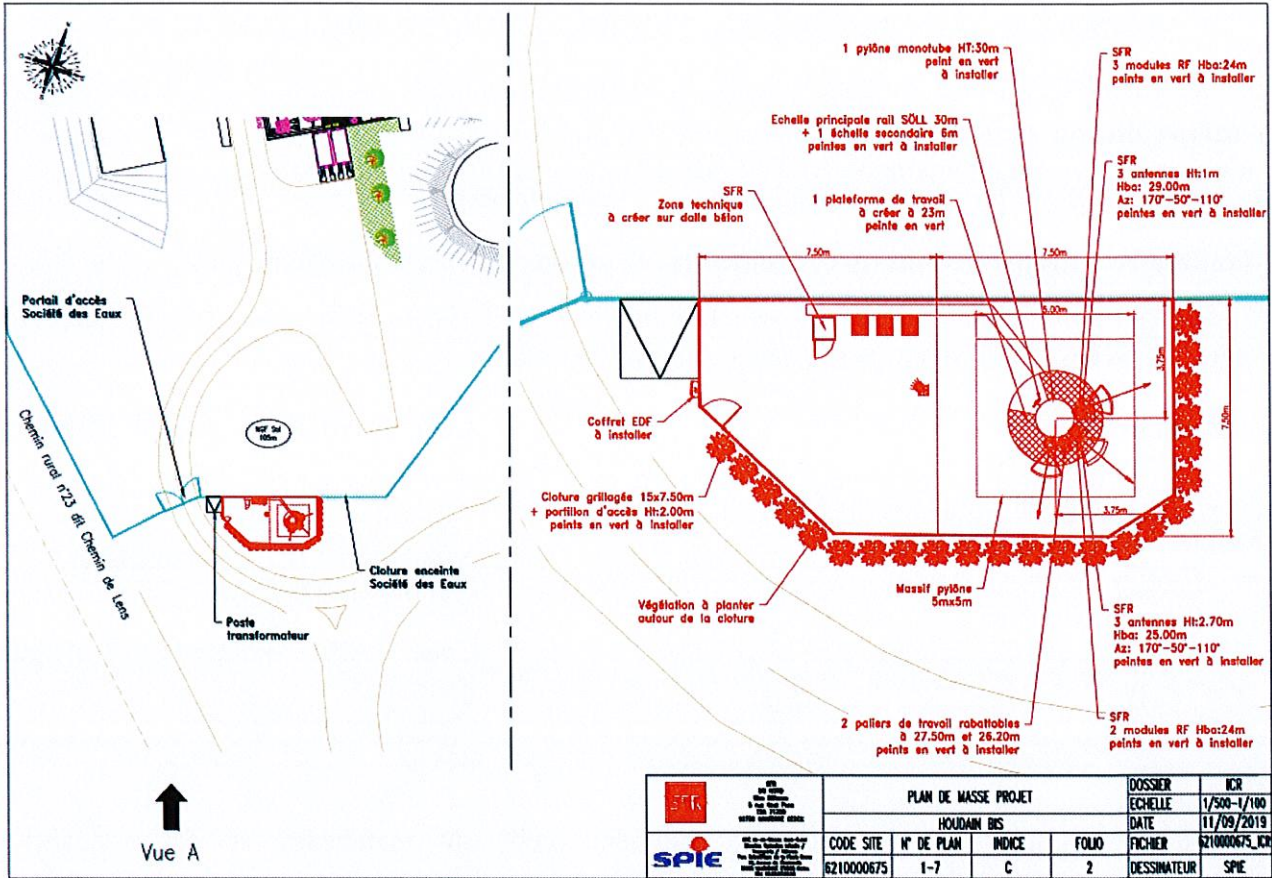 Portail d'accès
Société des Eaux
NGF Sol
105m
Chemin rural n°23 dit Chemin de Lens
Cloture enceinte
Société des Eaux
Poste
transformateur
Vue A
1 pylône monotube HT:30m
peint en vert
à installer
SFR
3 modules RF Hba:24m
peints en vert à installer
Echelle principale rail SÖLL 30m
+ 1 échelle secondaire 6m
peintes en vert à installer
SFR
3 antennes Ht:1m
Hba: 29.00m
Az: 170°-50°-110°
peintes en vert à installer
SFR
Zone technique
à créer sur dalle béton
1 plateforme de travail
à créer à 23m
peinte en vert
7,50m
7,50m
5.00m
3,75m
7,50m
Coffret EDF
à installer
Cloture grillagée 15x7.50m
+ portillon d'accès Ht:2.00m
peints en vert à installer
3,75m
Massif pylône
5mx5m
Végétation à planter
autour de la cloture
SFR
3 antennes Ht:2.70m
Hba: 25.00m
Az: 170°-50°-110°
peintes en vert à installer
2 paliers de travail rabattables
à 27.50m et 26.20m
peints en vert à installer
SFR
2 modules RF Hba:24m
peints en vert à installer
SFR
SPIE
PLAN DE MASSE PROJET
HOUDAIN BIS
CODE SITE N° DE PLAN INDICE FOLIO
6210000675 1-7 C 2
DOSSIER ICR
ECHELLE 1/500-1/100
DATE 11/09/2019
FICHIER 6210000675_ICR
DESSINATEUR SPIE